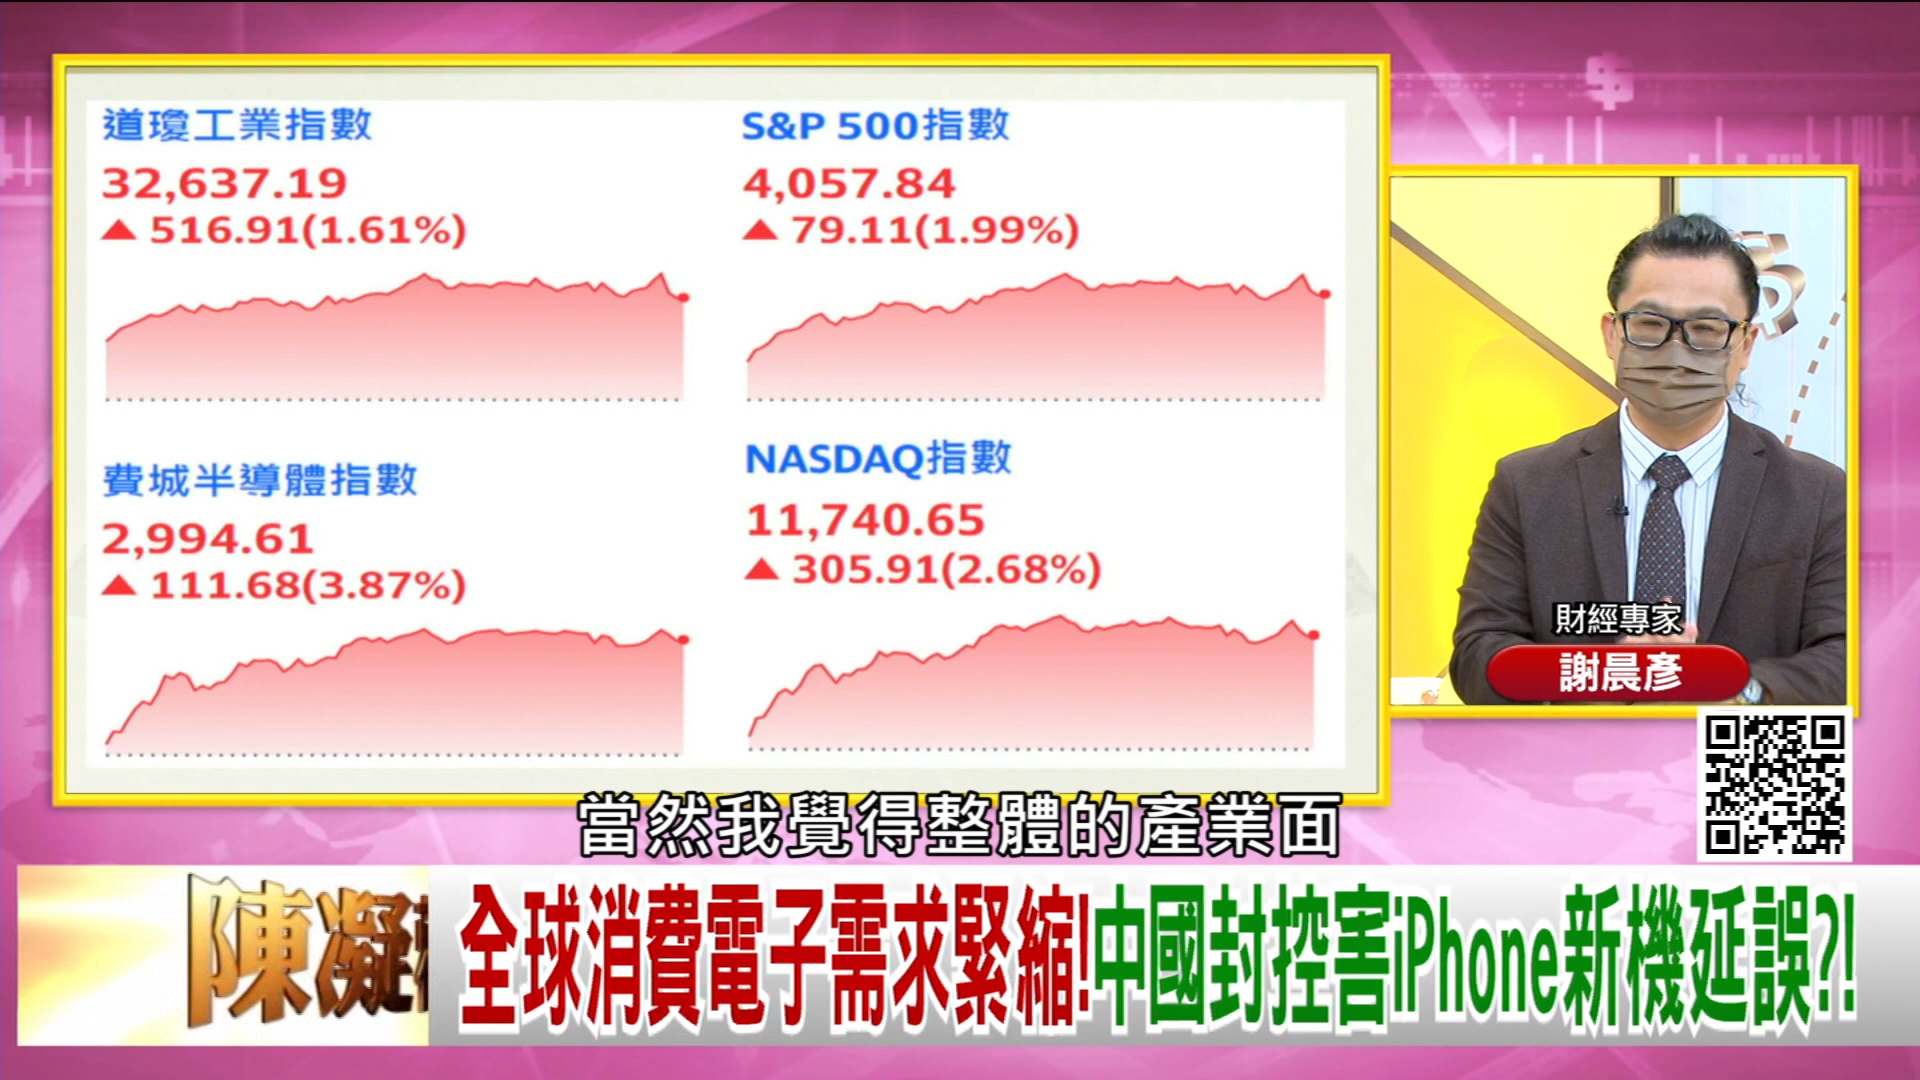 道瓊工業指數
32,637.19
▲ 516.91(1.61%)
S&P 500指數
4,057.84
▲ 79.11(1.99%)
費城半導體指數
2,994.61
▲ 111.68(3.87%)
NASDAQ指數
11,740.65
▲ 305.91(2.68%)
財經專家
謝晨彥
當然我覺得整體的產業面
陳凝
全球消費電子需求緊縮!中國封控害iPhone新機延誤?!